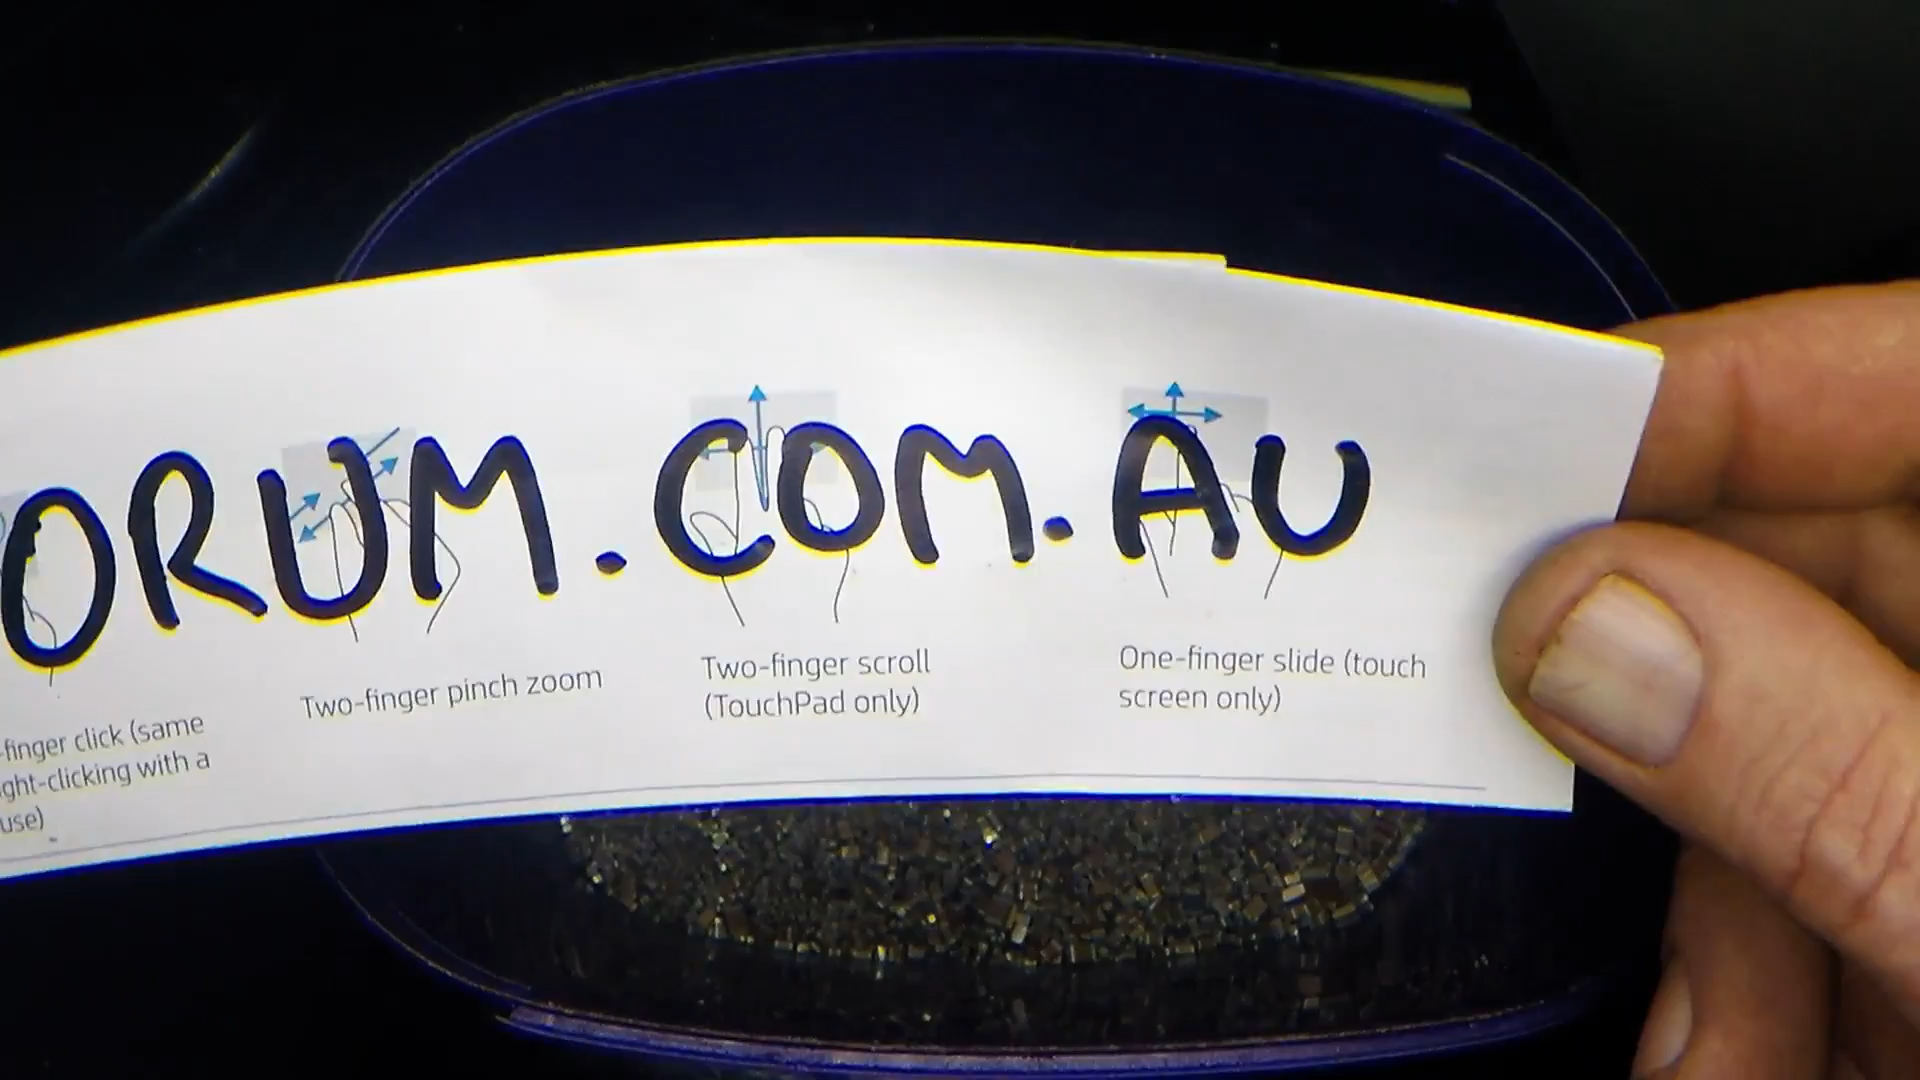 ORUM.COM.AU
Two-finger pinch zoom
Two-finger scroll
(TouchPad only)
One-finger slide (touch
screen only)
-finger click (same
ght-clicking with a
use)